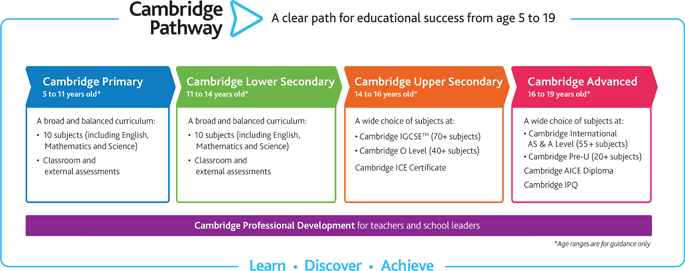 Cambridge
Pathway
A clear path for educational success from age 5 to 19
Cambridge Primary
5 to 11 years old*
A broad and balanced curriculum:
• 10 subjects (including English,
Mathematics and Science)
• Classroom and
external assessments
Cambridge Lower Secondary
11 to 14 years old*
A broad and balanced curriculum:
• 10 subjects (including English,
Mathematics and Science)
• Classroom and
external assessments
Cambridge Upper Secondary
14 to 16 years old*
A wide choice of subjects at:
• Cambridge IGCSE™ (70+ subjects)
• Cambridge O Level (40+ subjects)
Cambridge ICE Certificate
Cambridge Advanced
16 to 19 years old*
A wide choice of subjects at:
• Cambridge International
AS & A Level (55+ subjects)
• Cambridge Pre-U (20+ subjects)
Cambridge AICE Diploma
Cambridge IPQ
Cambridge Professional Development for teachers and school leaders
*Age ranges are for guidance only
Learn • Discover • Achieve